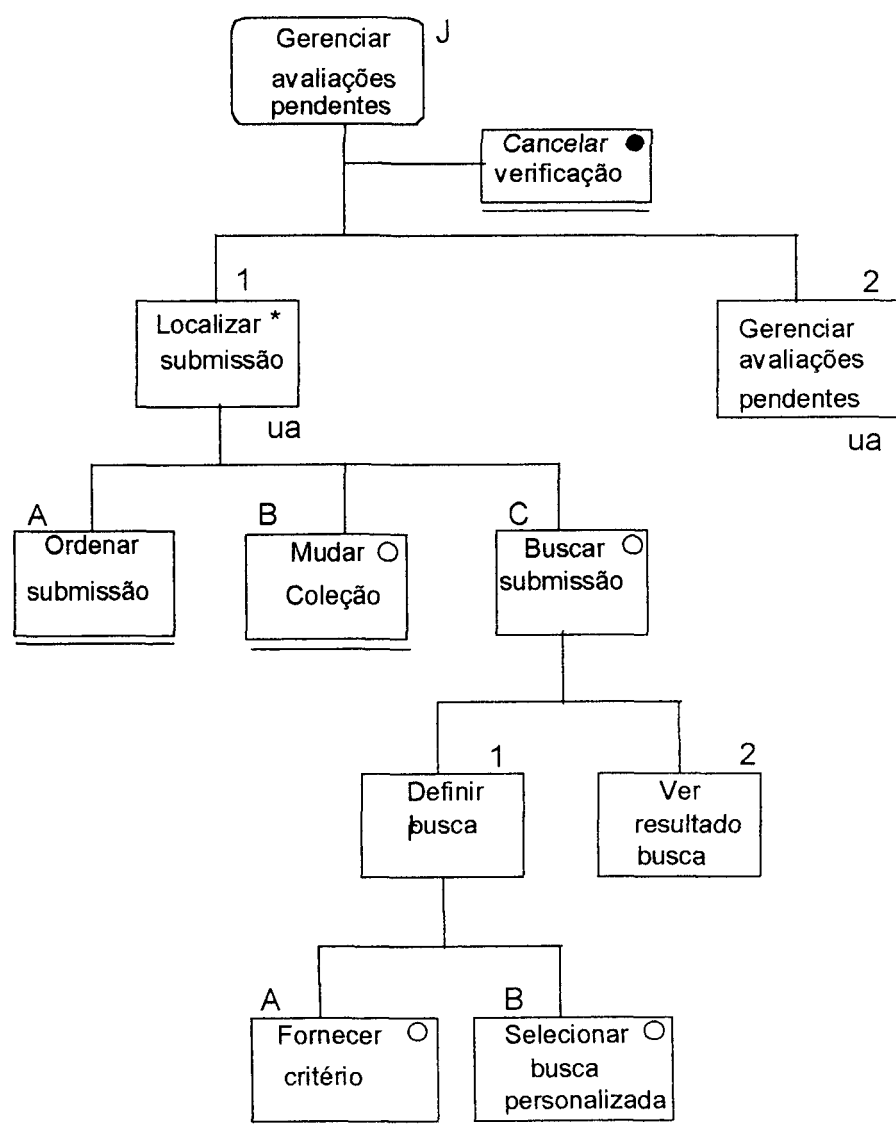 Gerenciar
avaliações
pendentes
J
Cancelar
verificação
1
Localizar *
submissão
ua
2
Gerenciar
avaliações
pendentes
ua
A
Ordenar
submissão
B
Mudar
Coleção
C
Buscar
submissão
1
Definir
busca
2
Ver
resultado
busca
A
Fornecer
critério
B
Selecionar
busca
personalizada